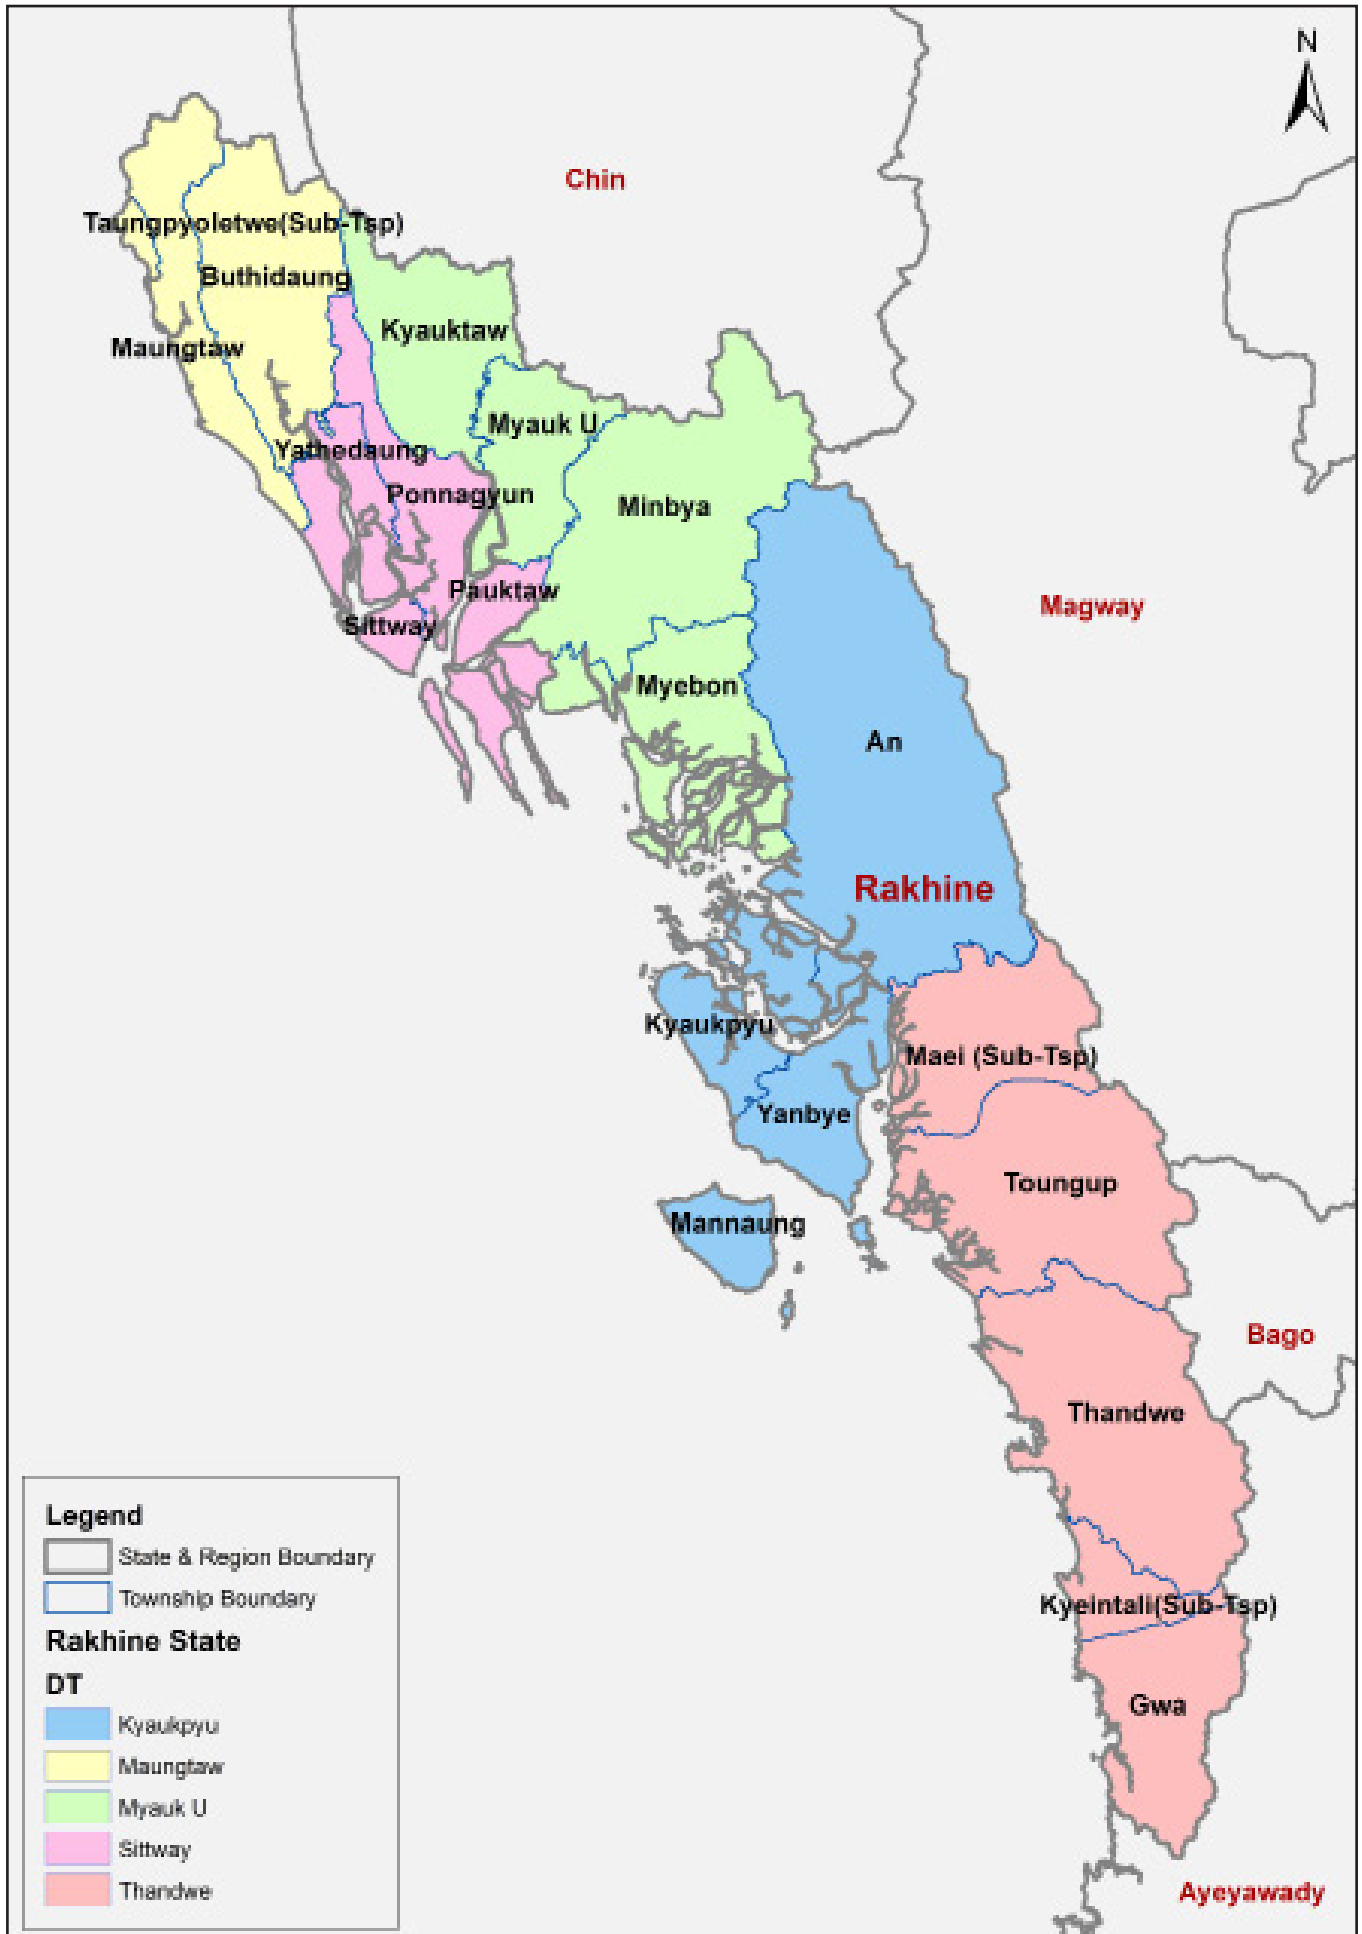 N
Chin
Taungpyoletwe(Sub-Tsp)
Buthidaung
Kyauktaw
Maungtaw
Myauk U
Yathedaung
Ponnagyun
Minbya
Pauktaw
Magway
Sittway
Myebon
An
Rakhine
Kyaukpyu
Maei (Sub-Tsp)
Yanbye
Toungup
Mannaung
Bago
Thandwe
Kyeintali(Sub-Tsp)
Gwa
Ayeyawady
Legend
State & Region Boundary
Township Boundary
Rakhine State
DT
Kyaukpyu
Maungtaw
Myauk U
Sittway
Thandwe